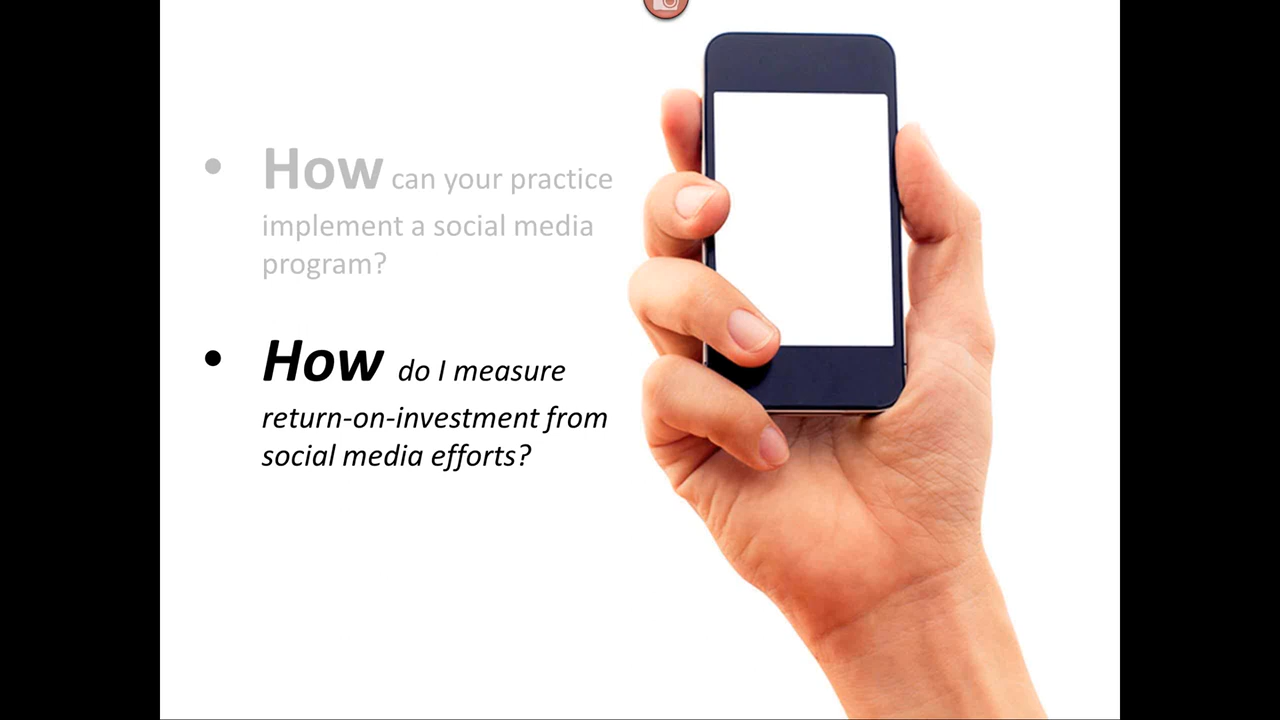 • How can your practice
implement a social media
program?
• How do I measure
return-on-investment from
social media efforts?